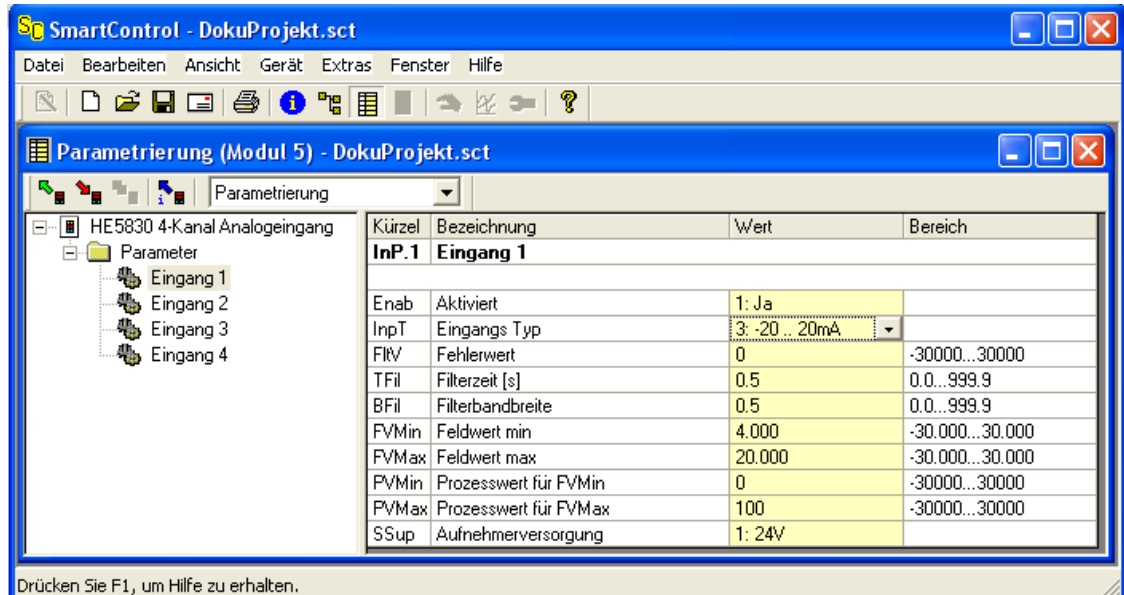 SmartControl - DokuProjekt.sct
Datei Bearbeiten Ansicht Gerät Extras Fenster Hilfe
Parametrierung (Modul 5) - DokuProjekt.sct
Parametrierung
HE5830 4-Kanal Analogeingang
Parameter
Eingang 1
Eingang 2
Eingang 3
Eingang 4
Kürzel Bezeichnung Wert Bereich
InP.1 Eingang 1
Enab Aktiviert 1: Ja
InpT Eingangs Typ 3: -20 .. 20mA
FltV Fehlerwert 0 -30000...30000
TFil Filterzeit [s] 0.5 0.0...999.9
BFil Filterbandbreite 0.5 0.0...999.9
FVMin Feldwert min 4.000 -30.000...30.000
FVMax Feldwert max 20.000 -30.000...30.000
PVMin Prozesswert für FVMin 0 -30000...30000
PVMax Prozesswert für FVMax 100 -30000...30000
SSup Aufnehmerversorgung 1: 24V
Drücken Sie F1, um Hilfe zu erhalten.